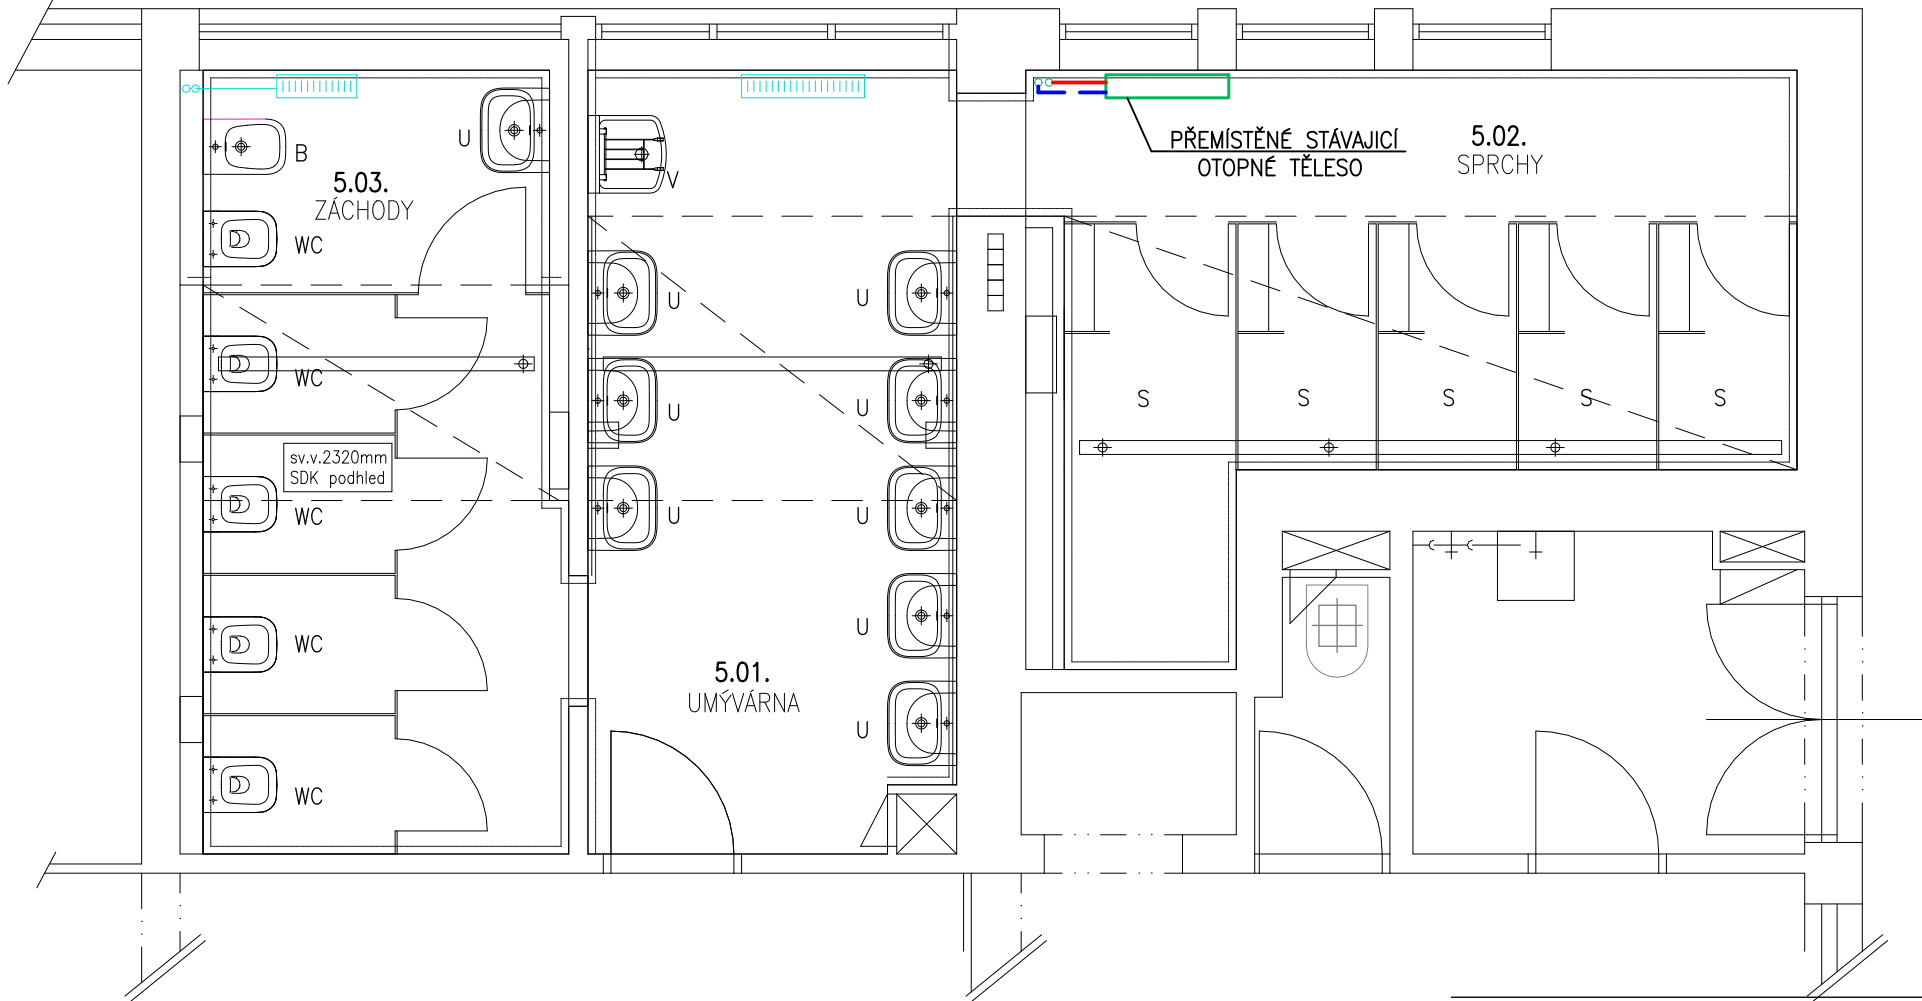 PŘEMÍSTĚNÉ STÁVAJICÍ
OTOPNÉ TĚLESO
5.02.
SPRCHY
U
B
5.03.
ZÁCHODY
V
WC
U
U
WC
U
U
S
S
S
S
S
sv.v.2320mm
SDK podhled
WC
U
U
WC
U
5.01.
UMÝVÁRNA
U
WC